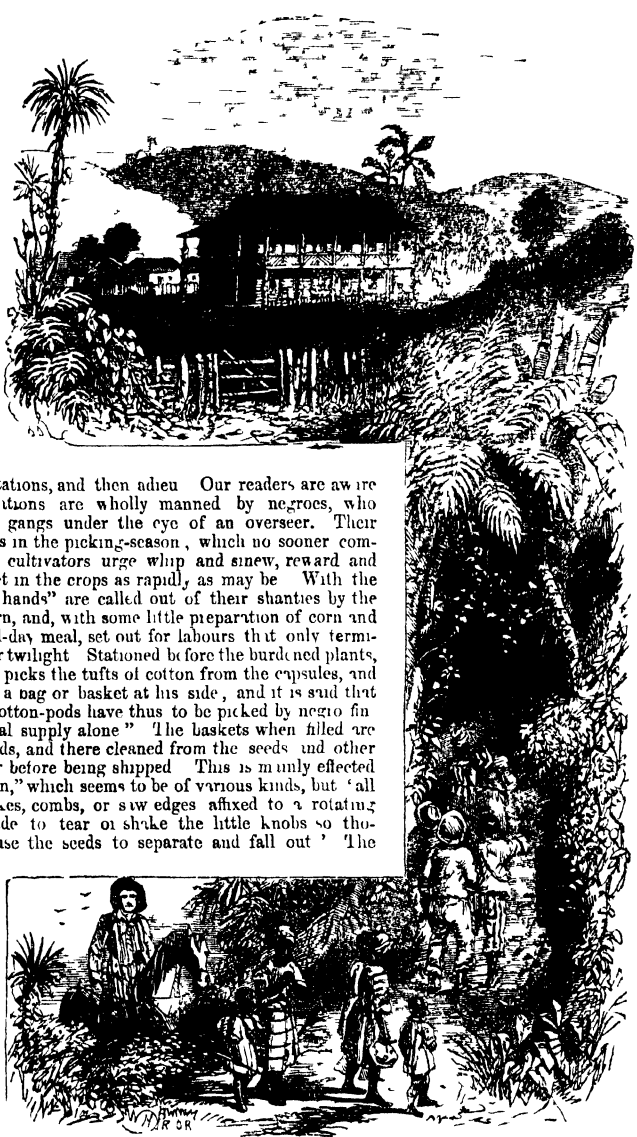 ations, and then adieu Our readers are aware
itions are wholly manned by negroes, who
gangs under the eye of an overseer. Their
s in the picking-season, which no sooner com-
cultivators urge whip and sinew, reward and
t in the crops as rapidly as may be With the
hands" are called out of their shanties by the
rn, and, with some little preparation of corn and
l-day meal, set out for labours that only termi-
r twilight Stationed before the burdened plants,
picks the tufts of cotton from the capsules, and
a bag or basket at his side, and it is said that
otton-pods have thus to be picked by negro fin
al supply alone" The baskets when filled are
ds, and there cleaned from the seeds and other
r before being shipped This is mainly effected
n," which seems to be of various kinds, but 'all
kes, combs, or saw edges affixed to a rotating
de to tear or shake the little knobs so tho-
use the seeds to separate and fall out' The